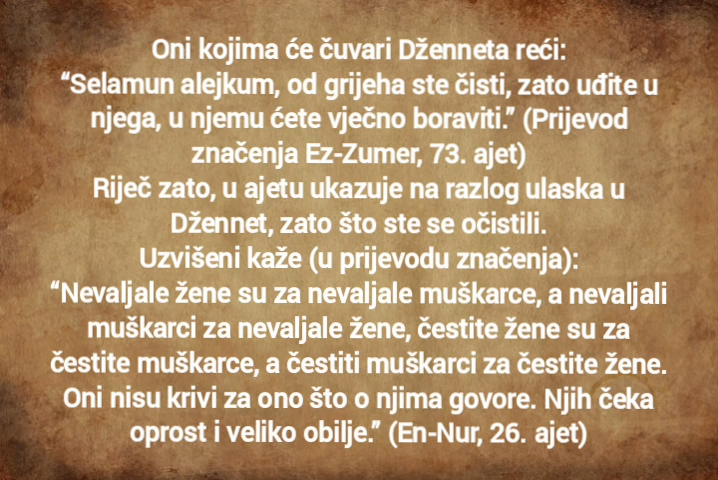 Oni kojima će čuvari Dženneta reći:
“Selamun alejkum, od grijeha ste čisti, zato uđite u
njega, u njemu ćete vječno boraviti.” (Prijevod
značenja Ez-Zumer, 73. ajet)
Riječ zato, u ajetu ukazuje na razlog ulaska u
Džennet, zato što ste se očistili.
Uzvišeni kaže (u prijevodu značenja):
“Nevaljale žene su za nevaljale muškarce, a nevaljali
muškarci za nevaljale žene, čestite žene su za
čestite muškarce, a čestiti muškarci za čestite žene.
Oni nisu krivi za ono što o njima govore. Njih čeka
oprost i veliko obilje.” (En-Nur, 26. ajet)